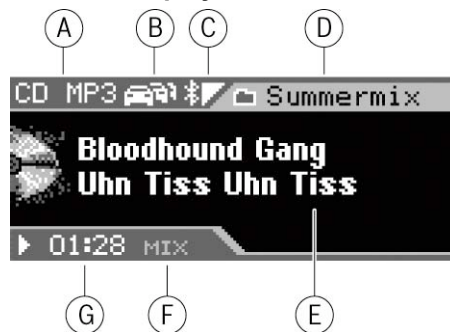 A B C D
CD MP3 Summermix
Bloodhound Gang
Uhn Tiss Uhn Tiss
01:28 MIX
G F E